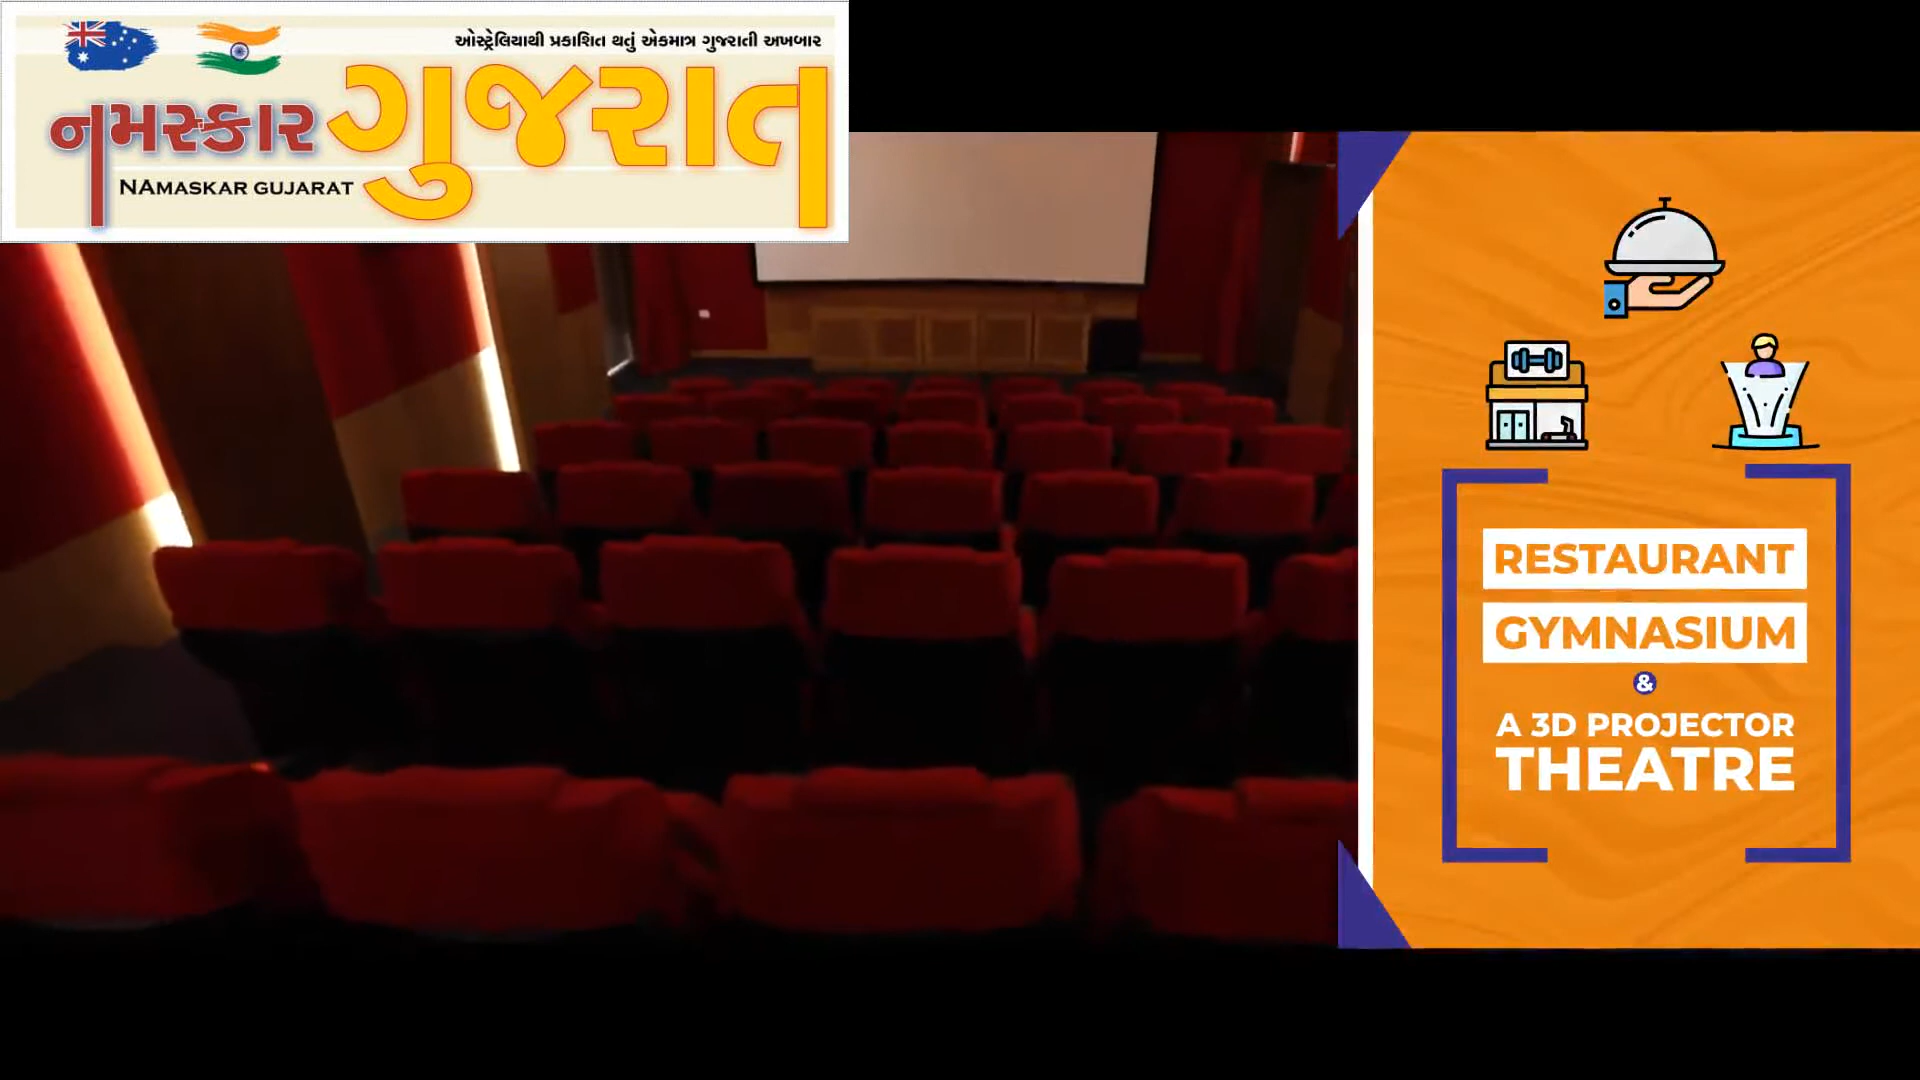 ઓસ્ટ્રેલિયાથી પ્રકાશિત થતું એકમાત્ર ગુજરાતી અખબાર
નમસ્કાર ગુજરાત
NAMASKAR GUJARAT
RESTAURANT
GYMNASIUM
&
A 3D PROJECTOR
THEATRE